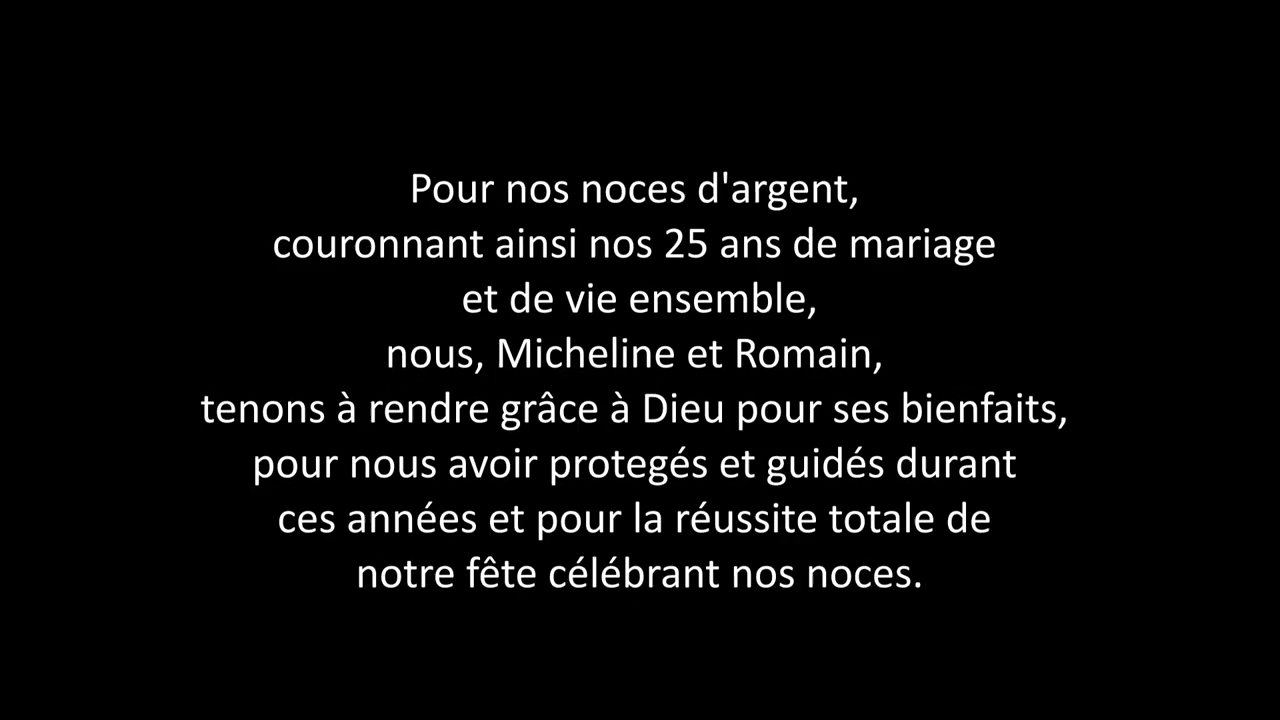 Pour nos noces d'argent,
couronnant ainsi nos 25 ans de mariage
et de vie ensemble,
nous, Micheline et Romain,
tenons à rendre grâce à Dieu pour ses bienfaits,
pour nous avoir protegés et guidés durant
ces années et pour la réussite totale de
notre fête célébrant nos noces.